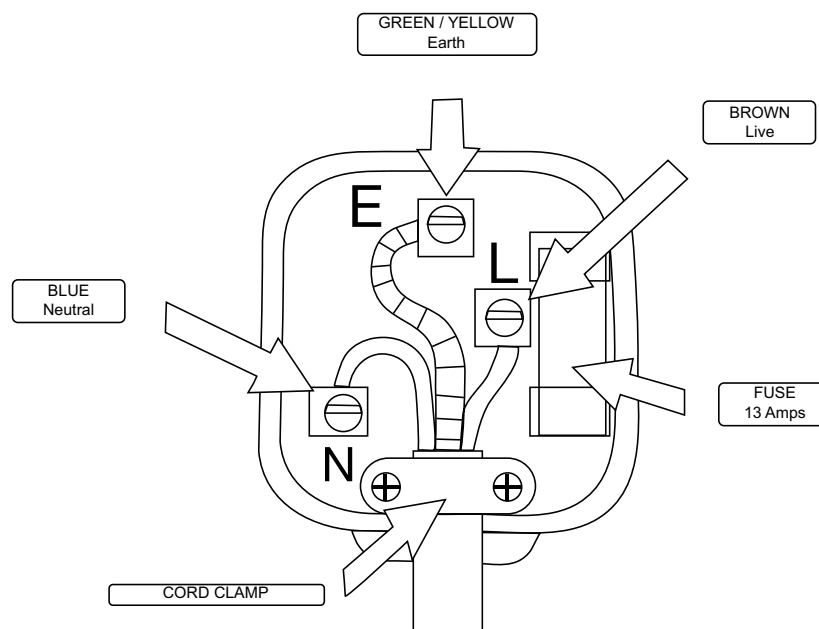 GREEN / YELLOW
Earth
BROWN
Live
E
L
BLUE
Neutral
FUSE
13 Amps
N
CORD CLAMP